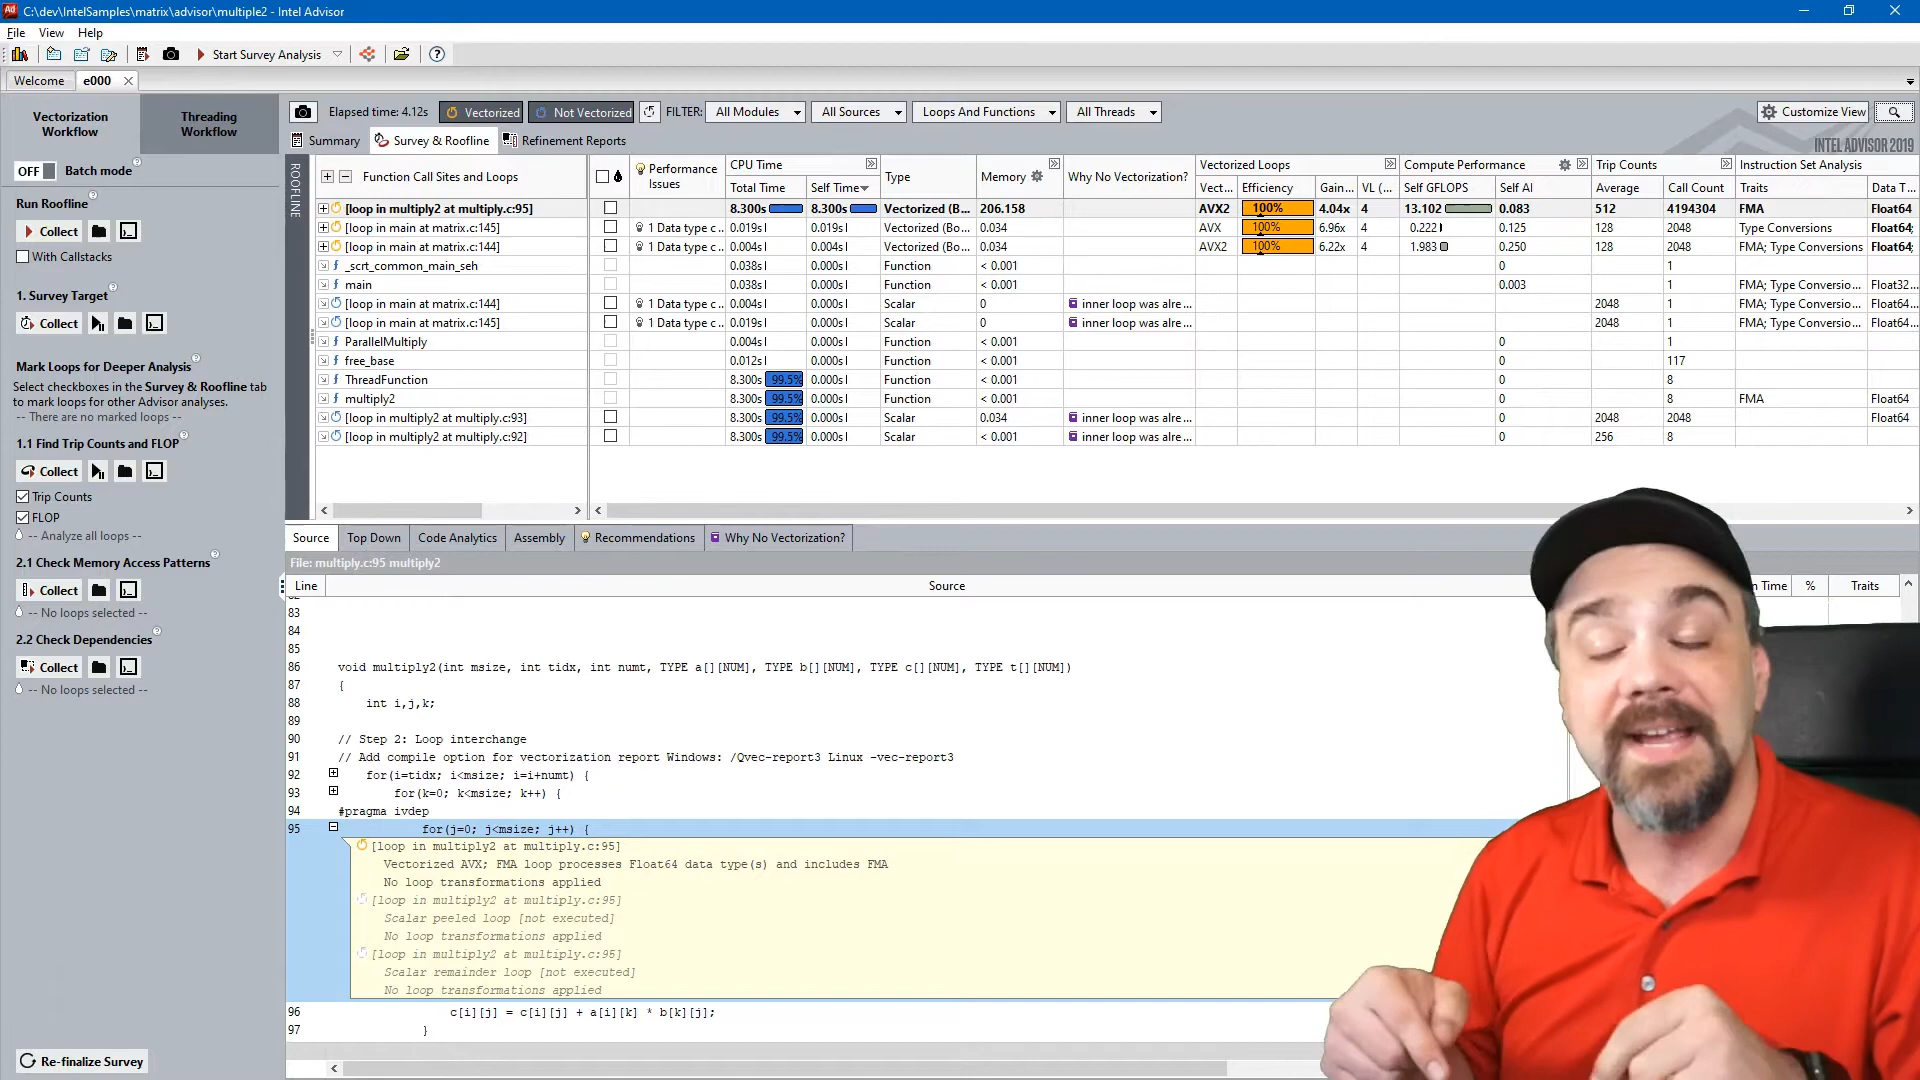 C:\dev\IntelSamples\matrix\advisor\multiple2 - Intel Advisor
File View Help
Start Survey Analysis
Welcome e000
Vectorization Workflow
Threading Workflow
OFF Batch mode
Run Roofline
Collect
With Callstacks
1. Survey Target
Collect
Mark Loops for Deeper Analysis
Select checkboxes in the Survey & Roofline tab
to mark loops for other Advisor analyses.
-- There are no marked loops --
1.1 Find Trip Counts and FLOP
Collect
Trip Counts
FLOP
-- Analyze all loops --
2.1 Check Memory Access Patterns
Collect
-- No loops selected --
2.2 Check Dependencies
Collect
-- No loops selected --
Re-finalize Survey
Elapsed time: 4.12s Vectorized Not Vectorized FILTER: All Modules All Sources Loops And Functions All Threads Customize View
Summary Survey & Roofline Refinement Reports INTEL ADVISOR 2019
ROOFLINE
Function Call Sites and Loops Performance Issues CPU Time Type Memory Why No Vectorization? Vectorized Loops Compute Performance Trip Counts Instruction Set Analysis
Total Time Self Time Vect... Efficiency Gain... VL (... Self GFLOPS Self AI Average Call Count Traits Data T
[loop in multiply2 at multiply.c:95] 8.300s 8.300s Vectorized (B... 206.158 AVX2 100% 4.04x 4 13.102 0.083 512 4194304 FMA Float64
[loop in main at matrix.c:145] 1 Data type c... 0.019s 0.019s Vectorized (Bo... 0.034 AVX 100% 6.96x 4 0.222 0.125 128 2048 Type Conversions Float64;
[loop in main at matrix.c:144] 1 Data type c... 0.004s 0.004s Vectorized (Bo... 0.034 AVX2 100% 6.22x 4 1.983 0.250 128 2048 FMA; Type Conversions Float64;
_scrt_common_main_seh 0.038s 0.000s Function < 0.001 0 1
main 0.038s 0.000s Function < 0.001 0.003 1 FMA; Type Conversio... Float32...
[loop in main at matrix.c:144] 1 Data type c... 0.004s 0.000s Scalar 0 inner loop was alre... 2048 1 FMA; Type Conversio... Float64...
[loop in main at matrix.c:145] 1 Data type c... 0.019s 0.000s Scalar 0 inner loop was alre... 2048 1 FMA; Type Conversio... Float64...
ParallelMultiply 0.004s 0.000s Function < 0.001 0 1
free_base 0.012s 0.000s Function < 0.001 0 117
ThreadFunction 8.300s 99.5% 0.000s Function < 0.001 0 8
multiply2 8.300s 99.5% 0.000s Function < 0.001 0 8 FMA Float64
[loop in multiply2 at multiply.c:93] 8.300s 99.5% 0.000s Scalar 0.034 inner loop was alre... 0 2048 2048 Float64
[loop in multiply2 at multiply.c:92] 8.300s 99.5% 0.000s Scalar < 0.001 inner loop was alre... 0 256 8
Source Top Down Code Analytics Assembly Recommendations Why No Vectorization?
File: multiply.c:95 multiply2
Line Source Time % Traits
83
84
85
86 void multiply2(int msize, int tidx, int numt, TYPE a[][NUM], TYPE b[][NUM], TYPE c[][NUM], TYPE t[][NUM])
87 {
88 int i,j,k;
89
90 // Step 2: Loop interchange
91 // Add compile option for vectorization report Windows: /Qvec-report3 Linux -vec-report3
92 for(i=tidx; i<msize; i=i+numt) {
93 for(k=0; k<msize; k++) {
94 #pragma ivdep
95 for(j=0; j<msize; j++) {
[loop in multiply2 at multiply.c:95]
Vectorized AVX; FMA loop processes Float64 data type(s) and includes FMA
No loop transformations applied
[loop in multiply2 at multiply.c:95]
Scalar peeled loop [not executed]
No loop transformations applied
[loop in multiply2 at multiply.c:95]
Scalar remainder loop [not executed]
No loop transformations applied
96 c[i][j] = c[i][j] + a[i][k] * b[k][j];
97 }